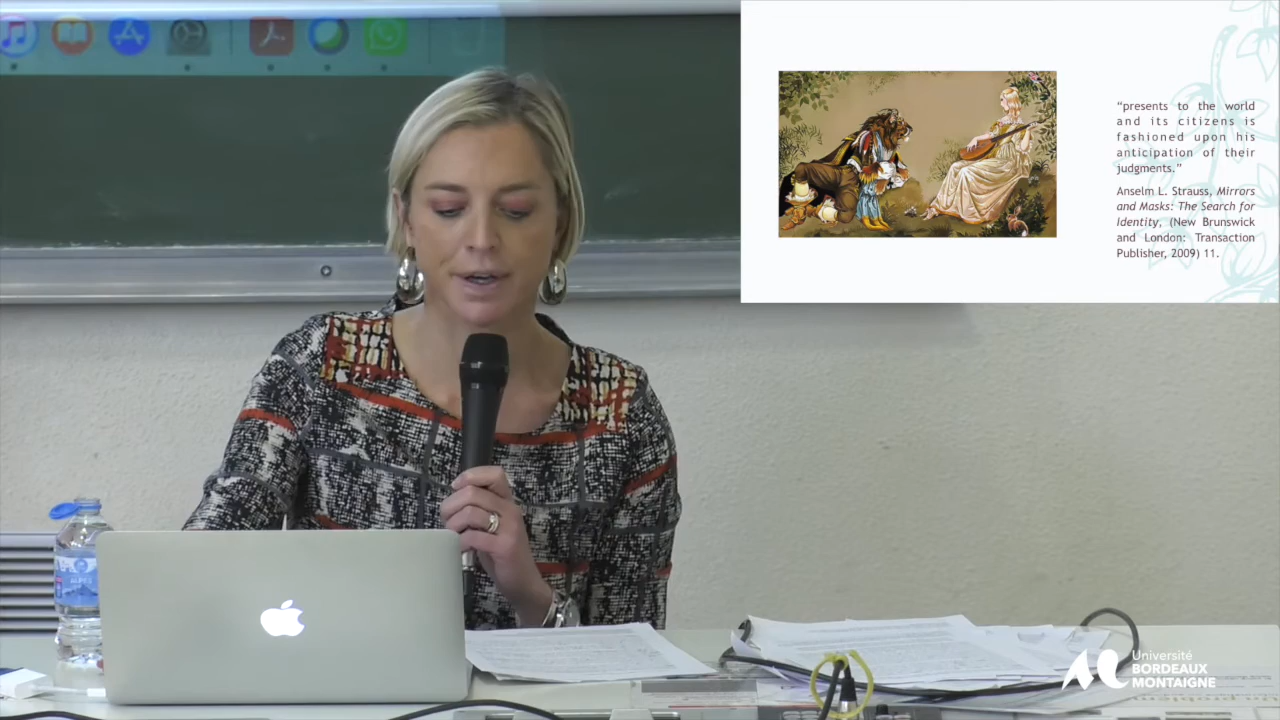 “presents to the world
and its citizens is
fashioned upon his
anticipation of their
judgments.”
Anselm L. Strauss, Mirrors
and Masks: The Search for
Identity, (New Brunswick
and London: Transaction
Publisher, 2009) 11.
Université
BORDEAUX
MONTAIGNE